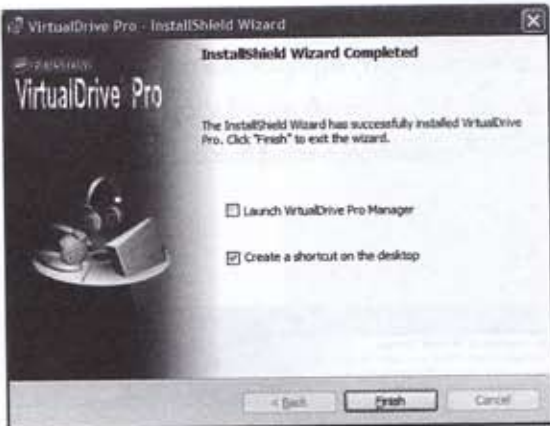 VirtualDrive Pro - InstallShield Wizard
InstallShield Wizard Completed
VirtualDrive Pro
The InstallShield Wizard has successfully installed VirtualDrive
Pro. Click "Finish" to exit the wizard.
Launch VirtualDrive Pro Manager
Create a shortcut on the desktop
< Back
Finish
Cancel